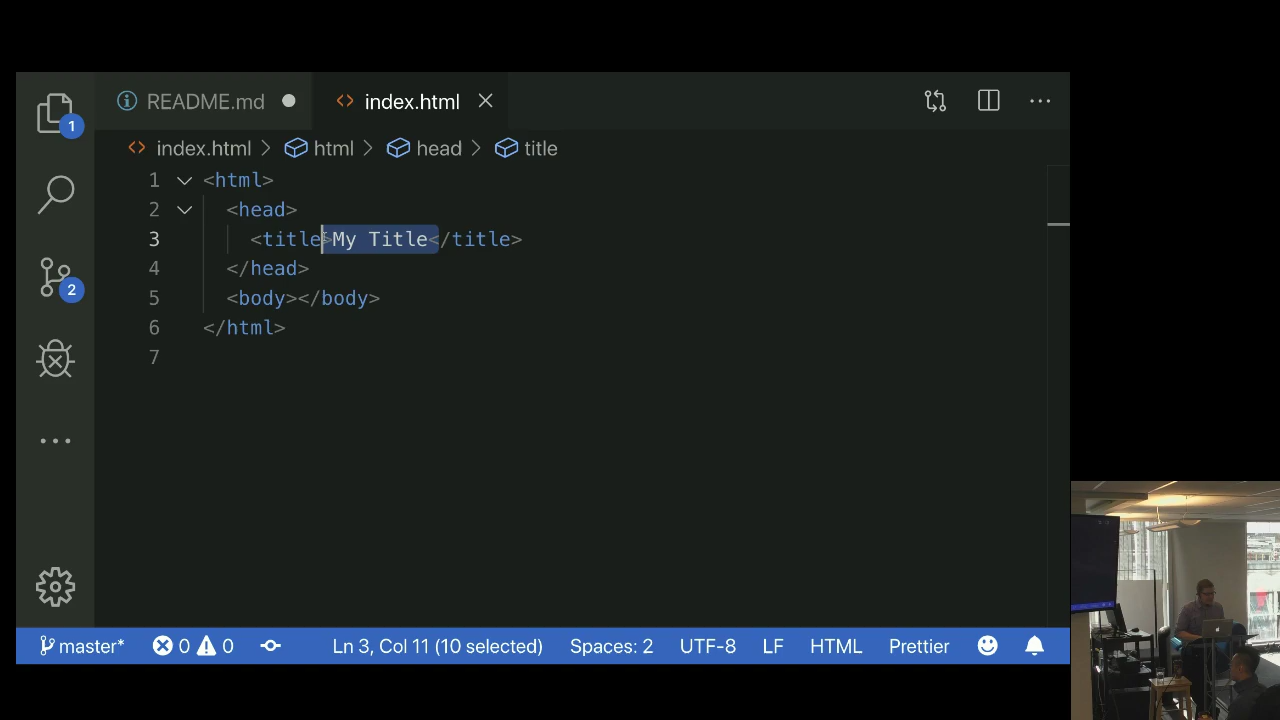 README.md
index.html
1
index.html > html > head > title
1 <html>
2 <head>
3 <title>My Title</title>
4 </head>
5 <body></body>
6 </html>
7
2
master* 0 0 Ln 3, Col 11 (10 selected) Spaces: 2 UTF-8 LF HTML Prettier